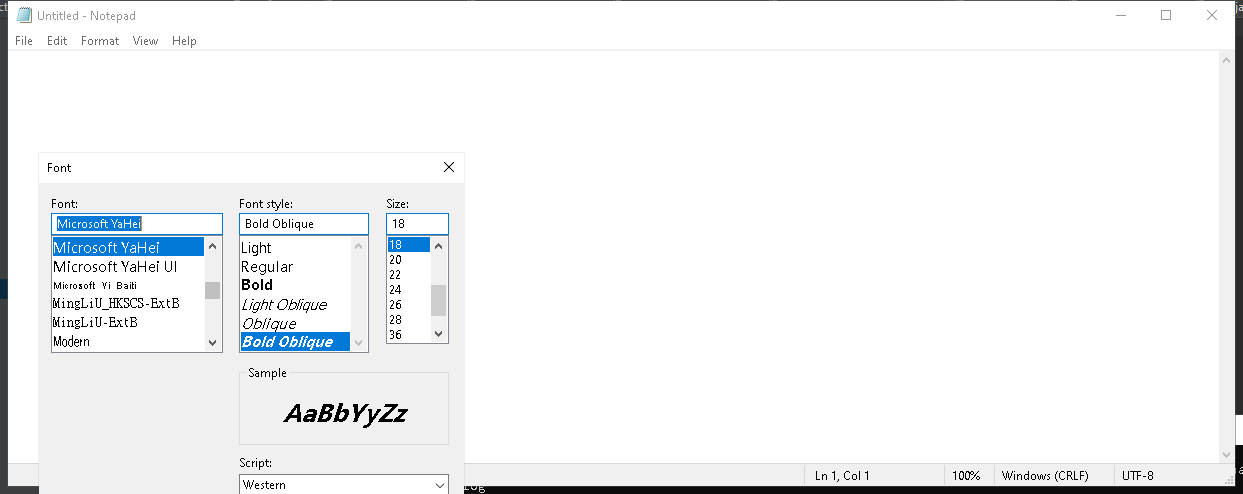 Untitled - Notepad
File Edit Format View Help
Font
Font: Font style: Size:
Microsoft YaHei Bold Oblique 18
Microsoft YaHei Light 18
Microsoft YaHei UI Regular 20
Microsoft Yi Baiti Bold 22
MingLiU_HKSCS-ExtB Light Oblique 24
MingLiU-ExtB Oblique 26
Modern Bold Oblique 28
36
Sample
AaBbYyZz
Script:
Western
Ln 1, Col 1 100% Windows (CRLF) UTF-8